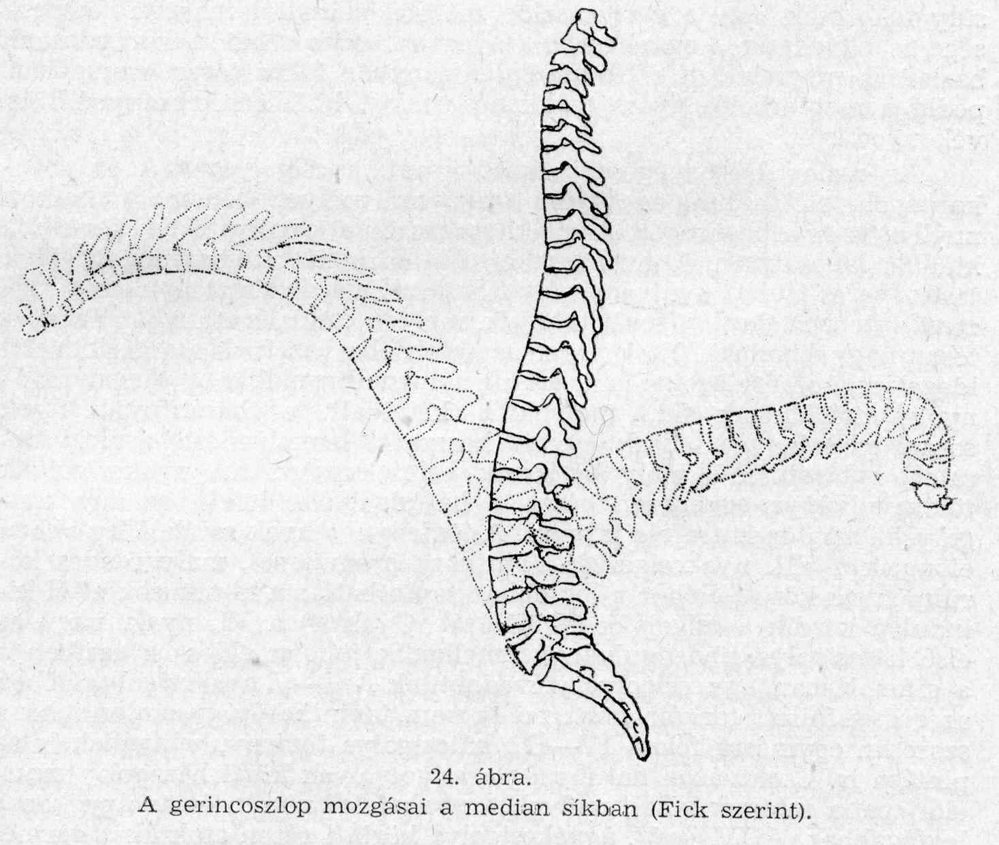 24. ábra.
A gerincoszlop mozgásai a median síkban (Fick szerint).